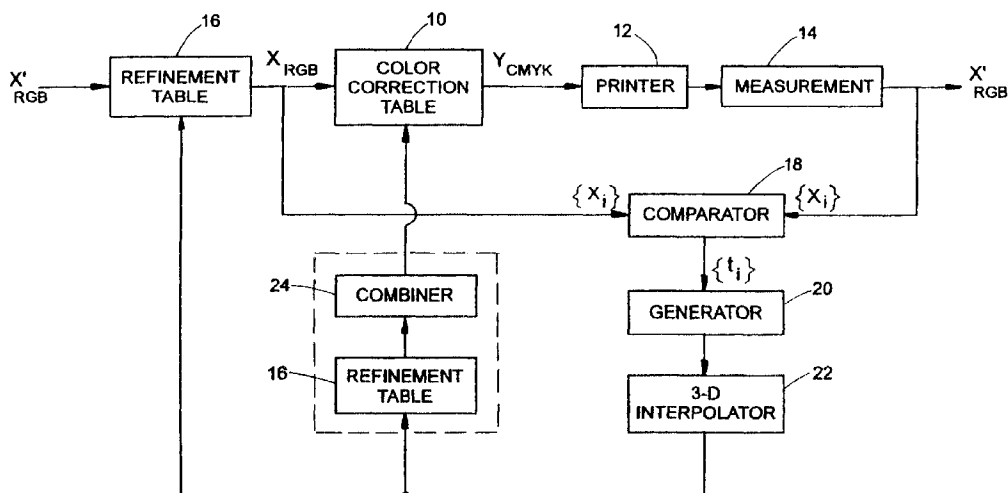 16
10
12
14
X'
RGB
REFINEMENT
TABLE
X RGB
COLOR
CORRECTION
TABLE
Y CMYK
PRINTER
MEASUREMENT
X'
RGB
18
{X i}
COMPARATOR
{X i}
{t i}
24
COMBINER
20
GENERATOR
16
REFINEMENT
TABLE
22
3-D
INTERPOLATOR